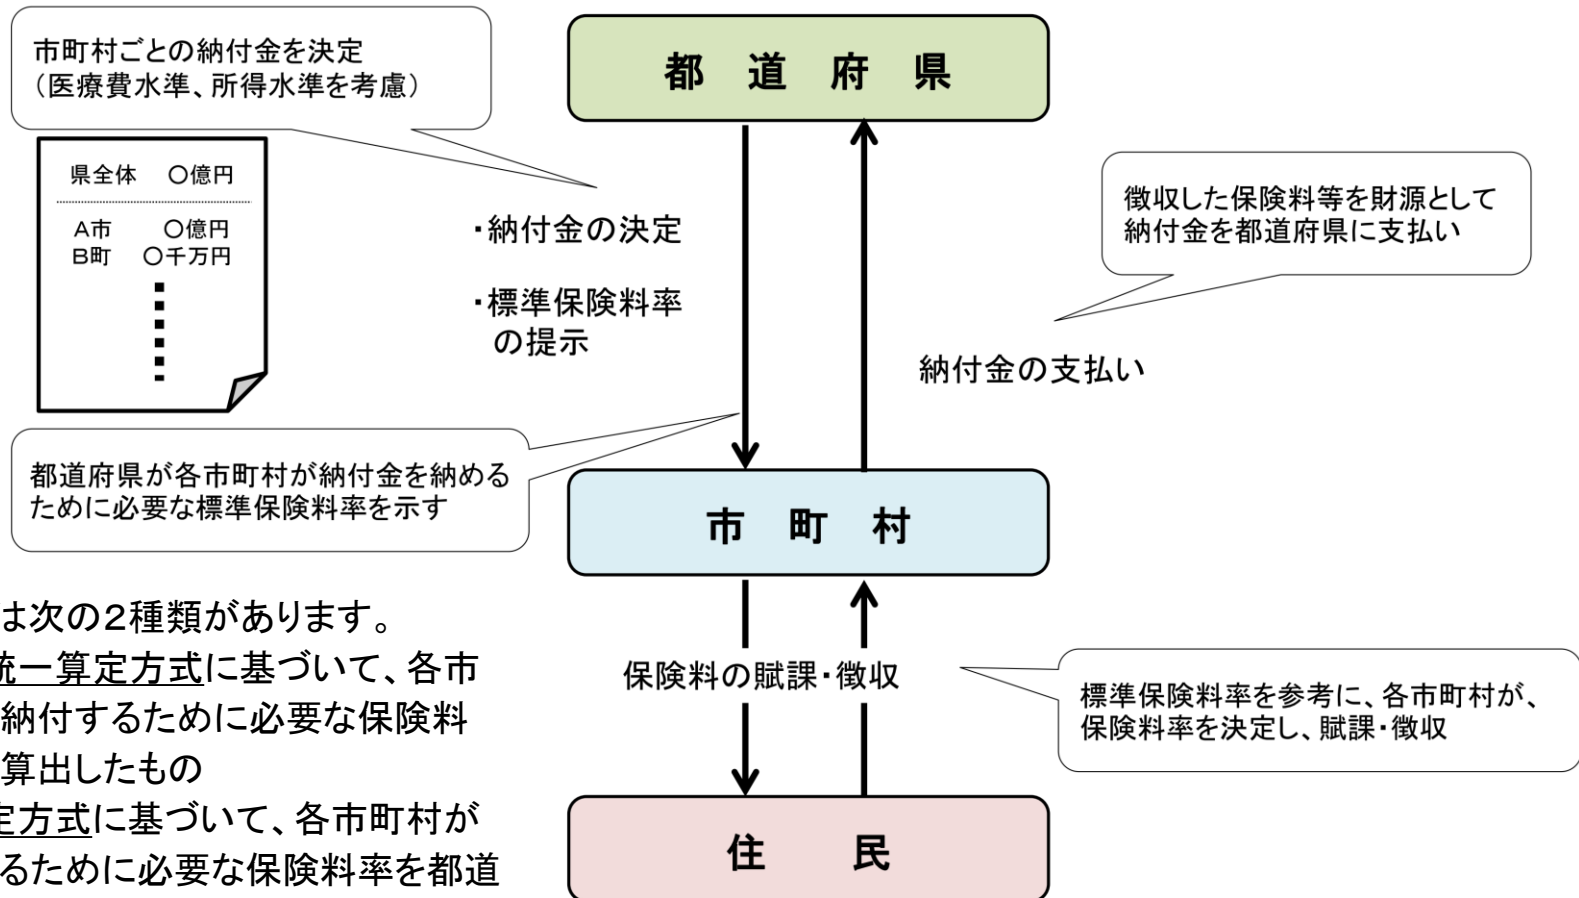 市町村ごとの納付金を決定
(医療費水準、所得水準を考慮)
都 道 府 県
県全体 〇億円
A市 〇億円
B町 〇千万円
・納付金の決定
・標準保険料率
の提示
徴収した保険料等を財源として
納付金を都道府県に支払い
納付金の支払い
都道府県が各市町村が納付金を納める
ために必要な標準保険料率を示す
市 町 村
は次の2種類があります。
統一算定方式に基づいて、各市
納付するために必要な保険料
算出したもの
定方式に基づいて、各市町村が
るために必要な保険料率を都道
保険料の賦課・徴収
標準保険料率を参考に、各市町村が、
保険料率を決定し、賦課・徴収
住 民